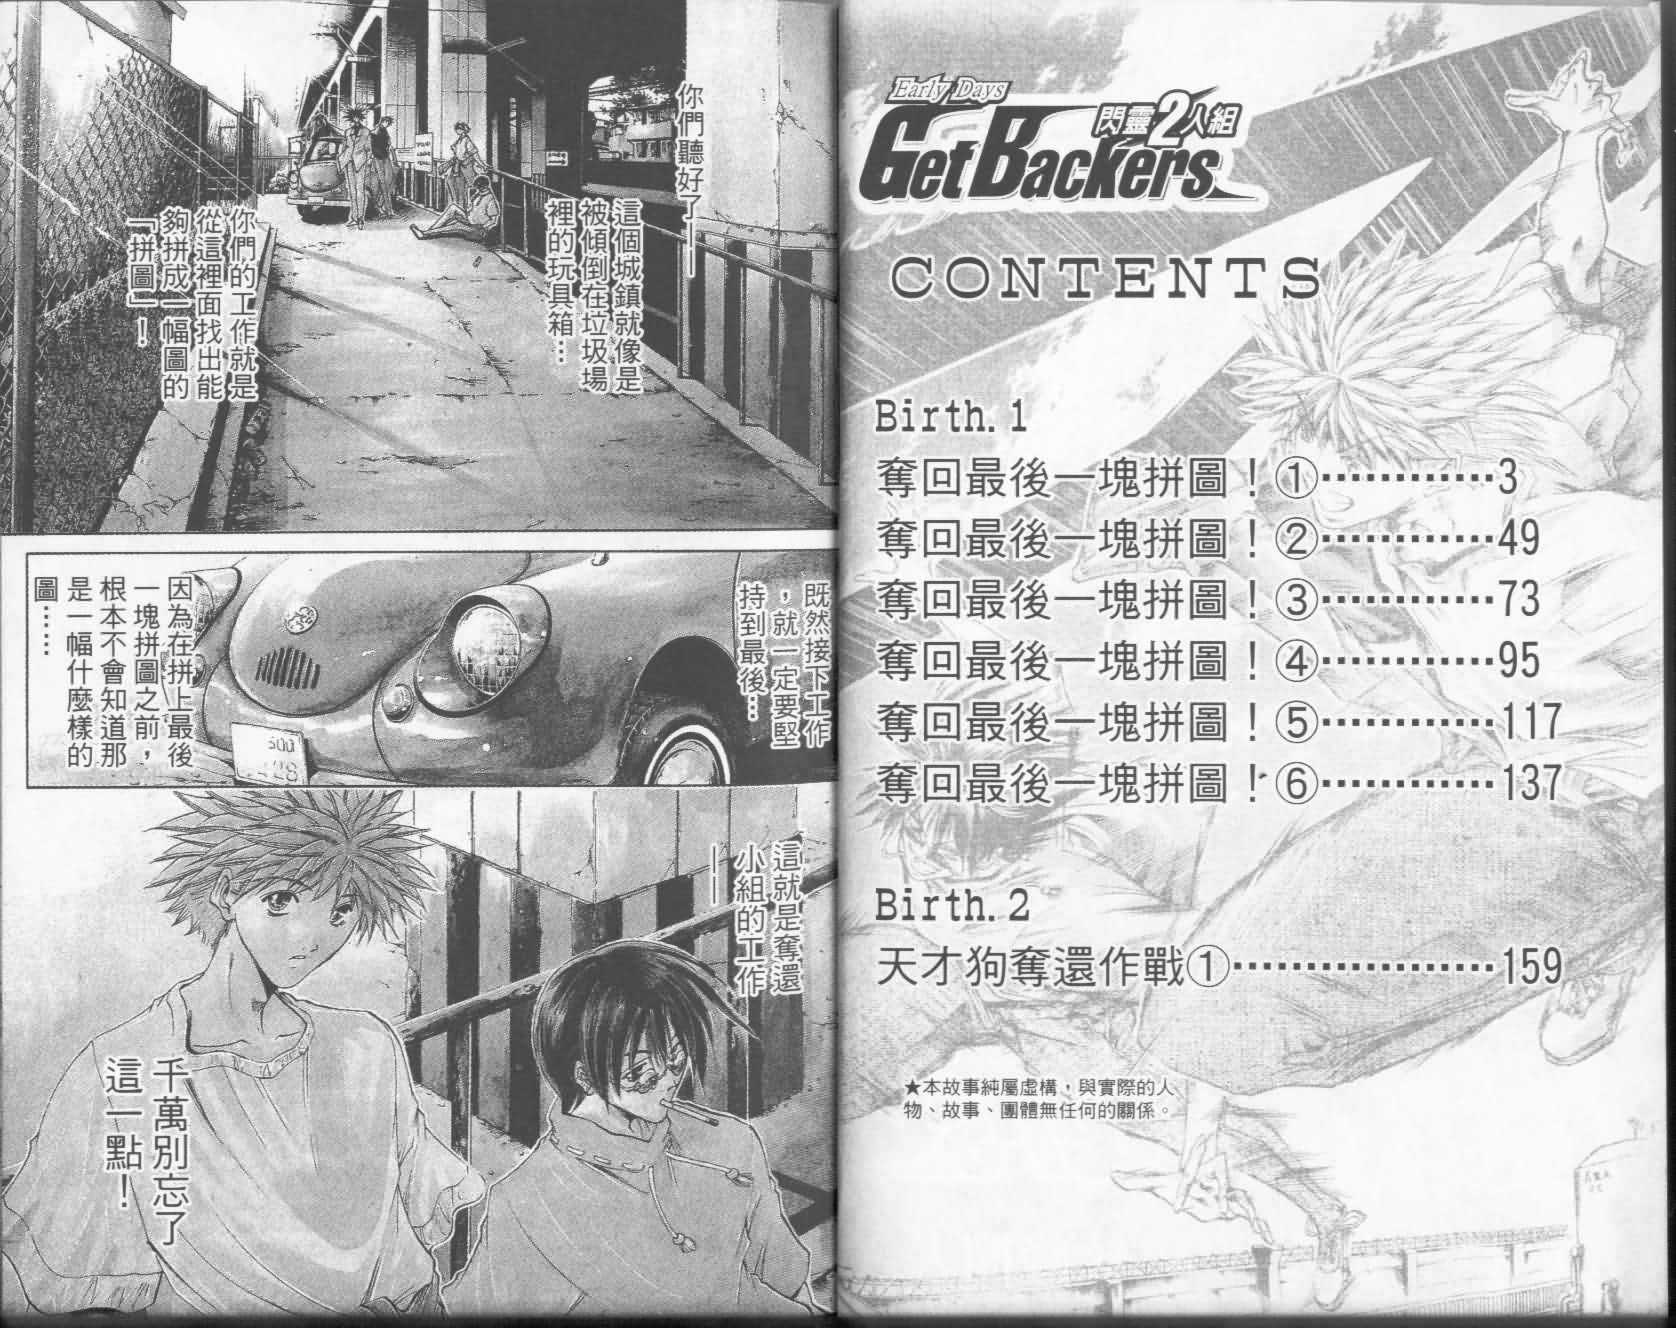 Early Days
GetBackers
閃靈2人組
CONTENTS
Birth. 1
奪回最後一塊拼圖！①…………3
奪回最後一塊拼圖！②…………49
奪回最後一塊拼圖！③…………73
奪回最後一塊拼圖！④…………95
奪回最後一塊拼圖！⑤…………117
奪回最後一塊拼圖！⑥…………137
Birth. 2
天才狗奪還作戰①………………159
★本故事純屬虛構，與實際的人
物、故事、團體無任何的關係。
你們聽好了——
這個城鎮就像是
被傾倒在垃圾場
裡的玩具箱…
你們的工作就是
從這裡面找出能
夠拼成一幅圖的
「拼圖」！
既然接下工作
，就一定要堅
持到最後…
因為在拼上最後
一塊拼圖之前，
根本不會知道那
是一幅什麼樣的
圖……
這就是奪還
小組的工作
——
千萬別忘了
這一點！